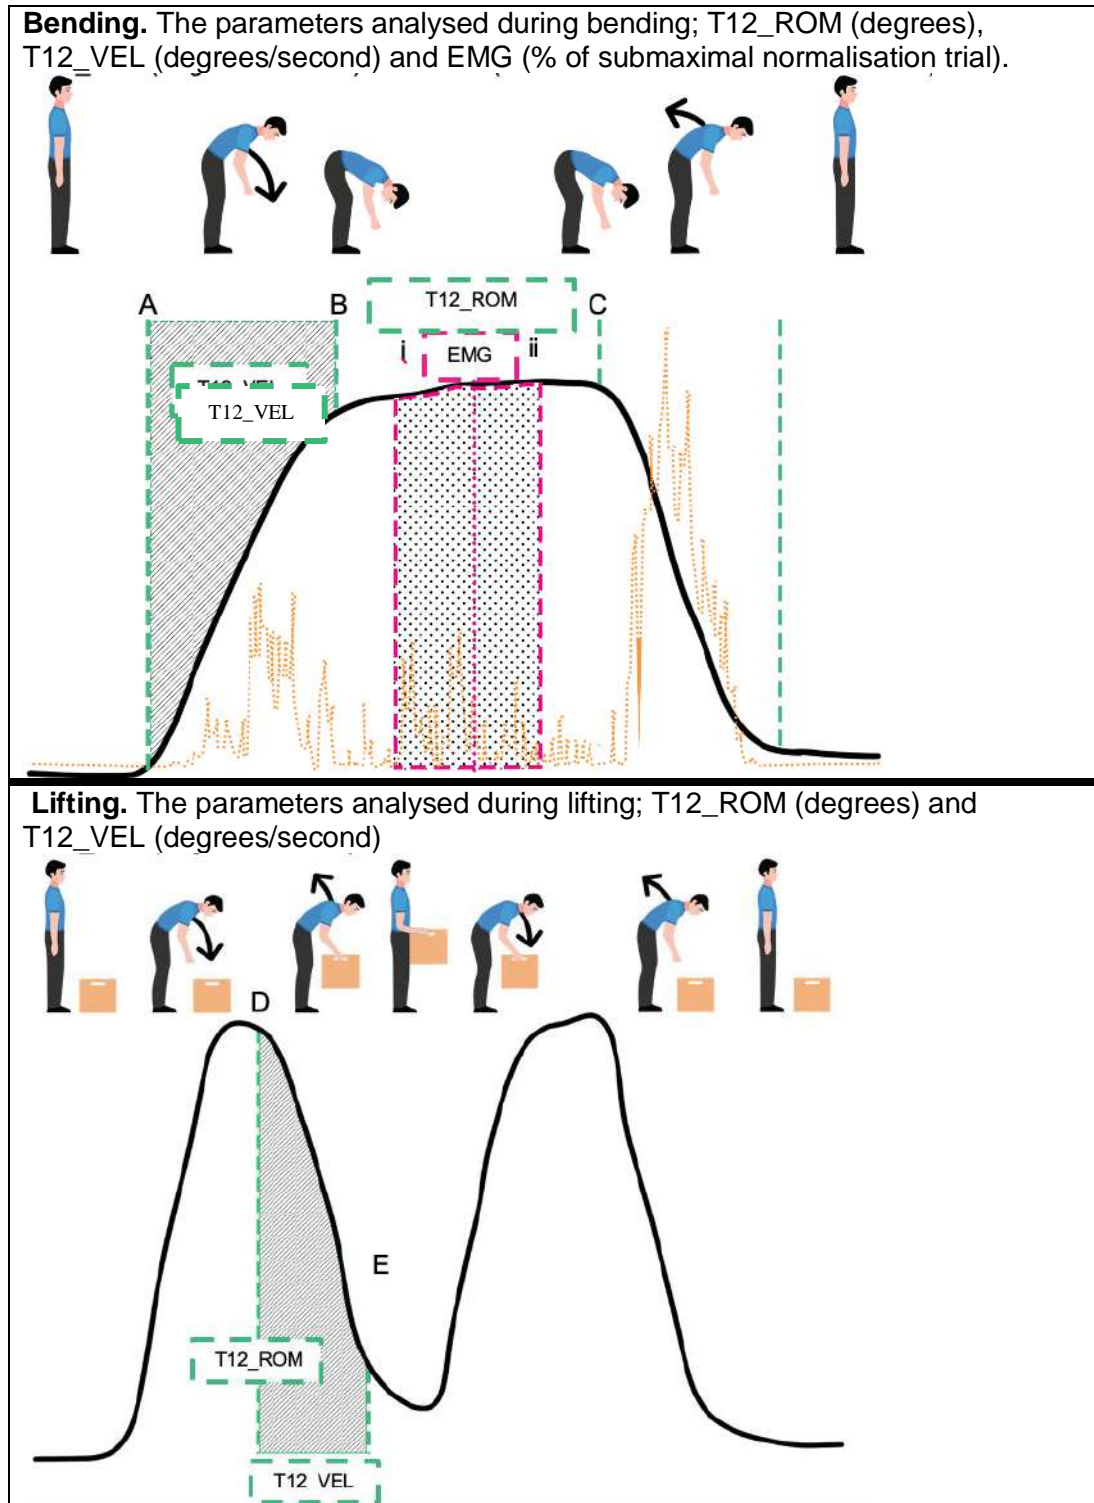 Bending. The parameters analysed during bending; T12_ROM (degrees),
T12_VEL (degrees/second) and EMG (% of submaximal normalisation trial).
T12_ROM
A
B
C
i
EMG
ii
T12_VEL
T12_VEL
Lifting. The parameters analysed during lifting; T12_ROM (degrees) and
T12_VEL (degrees/second)
D
E
T12_ROM
T12_VEL